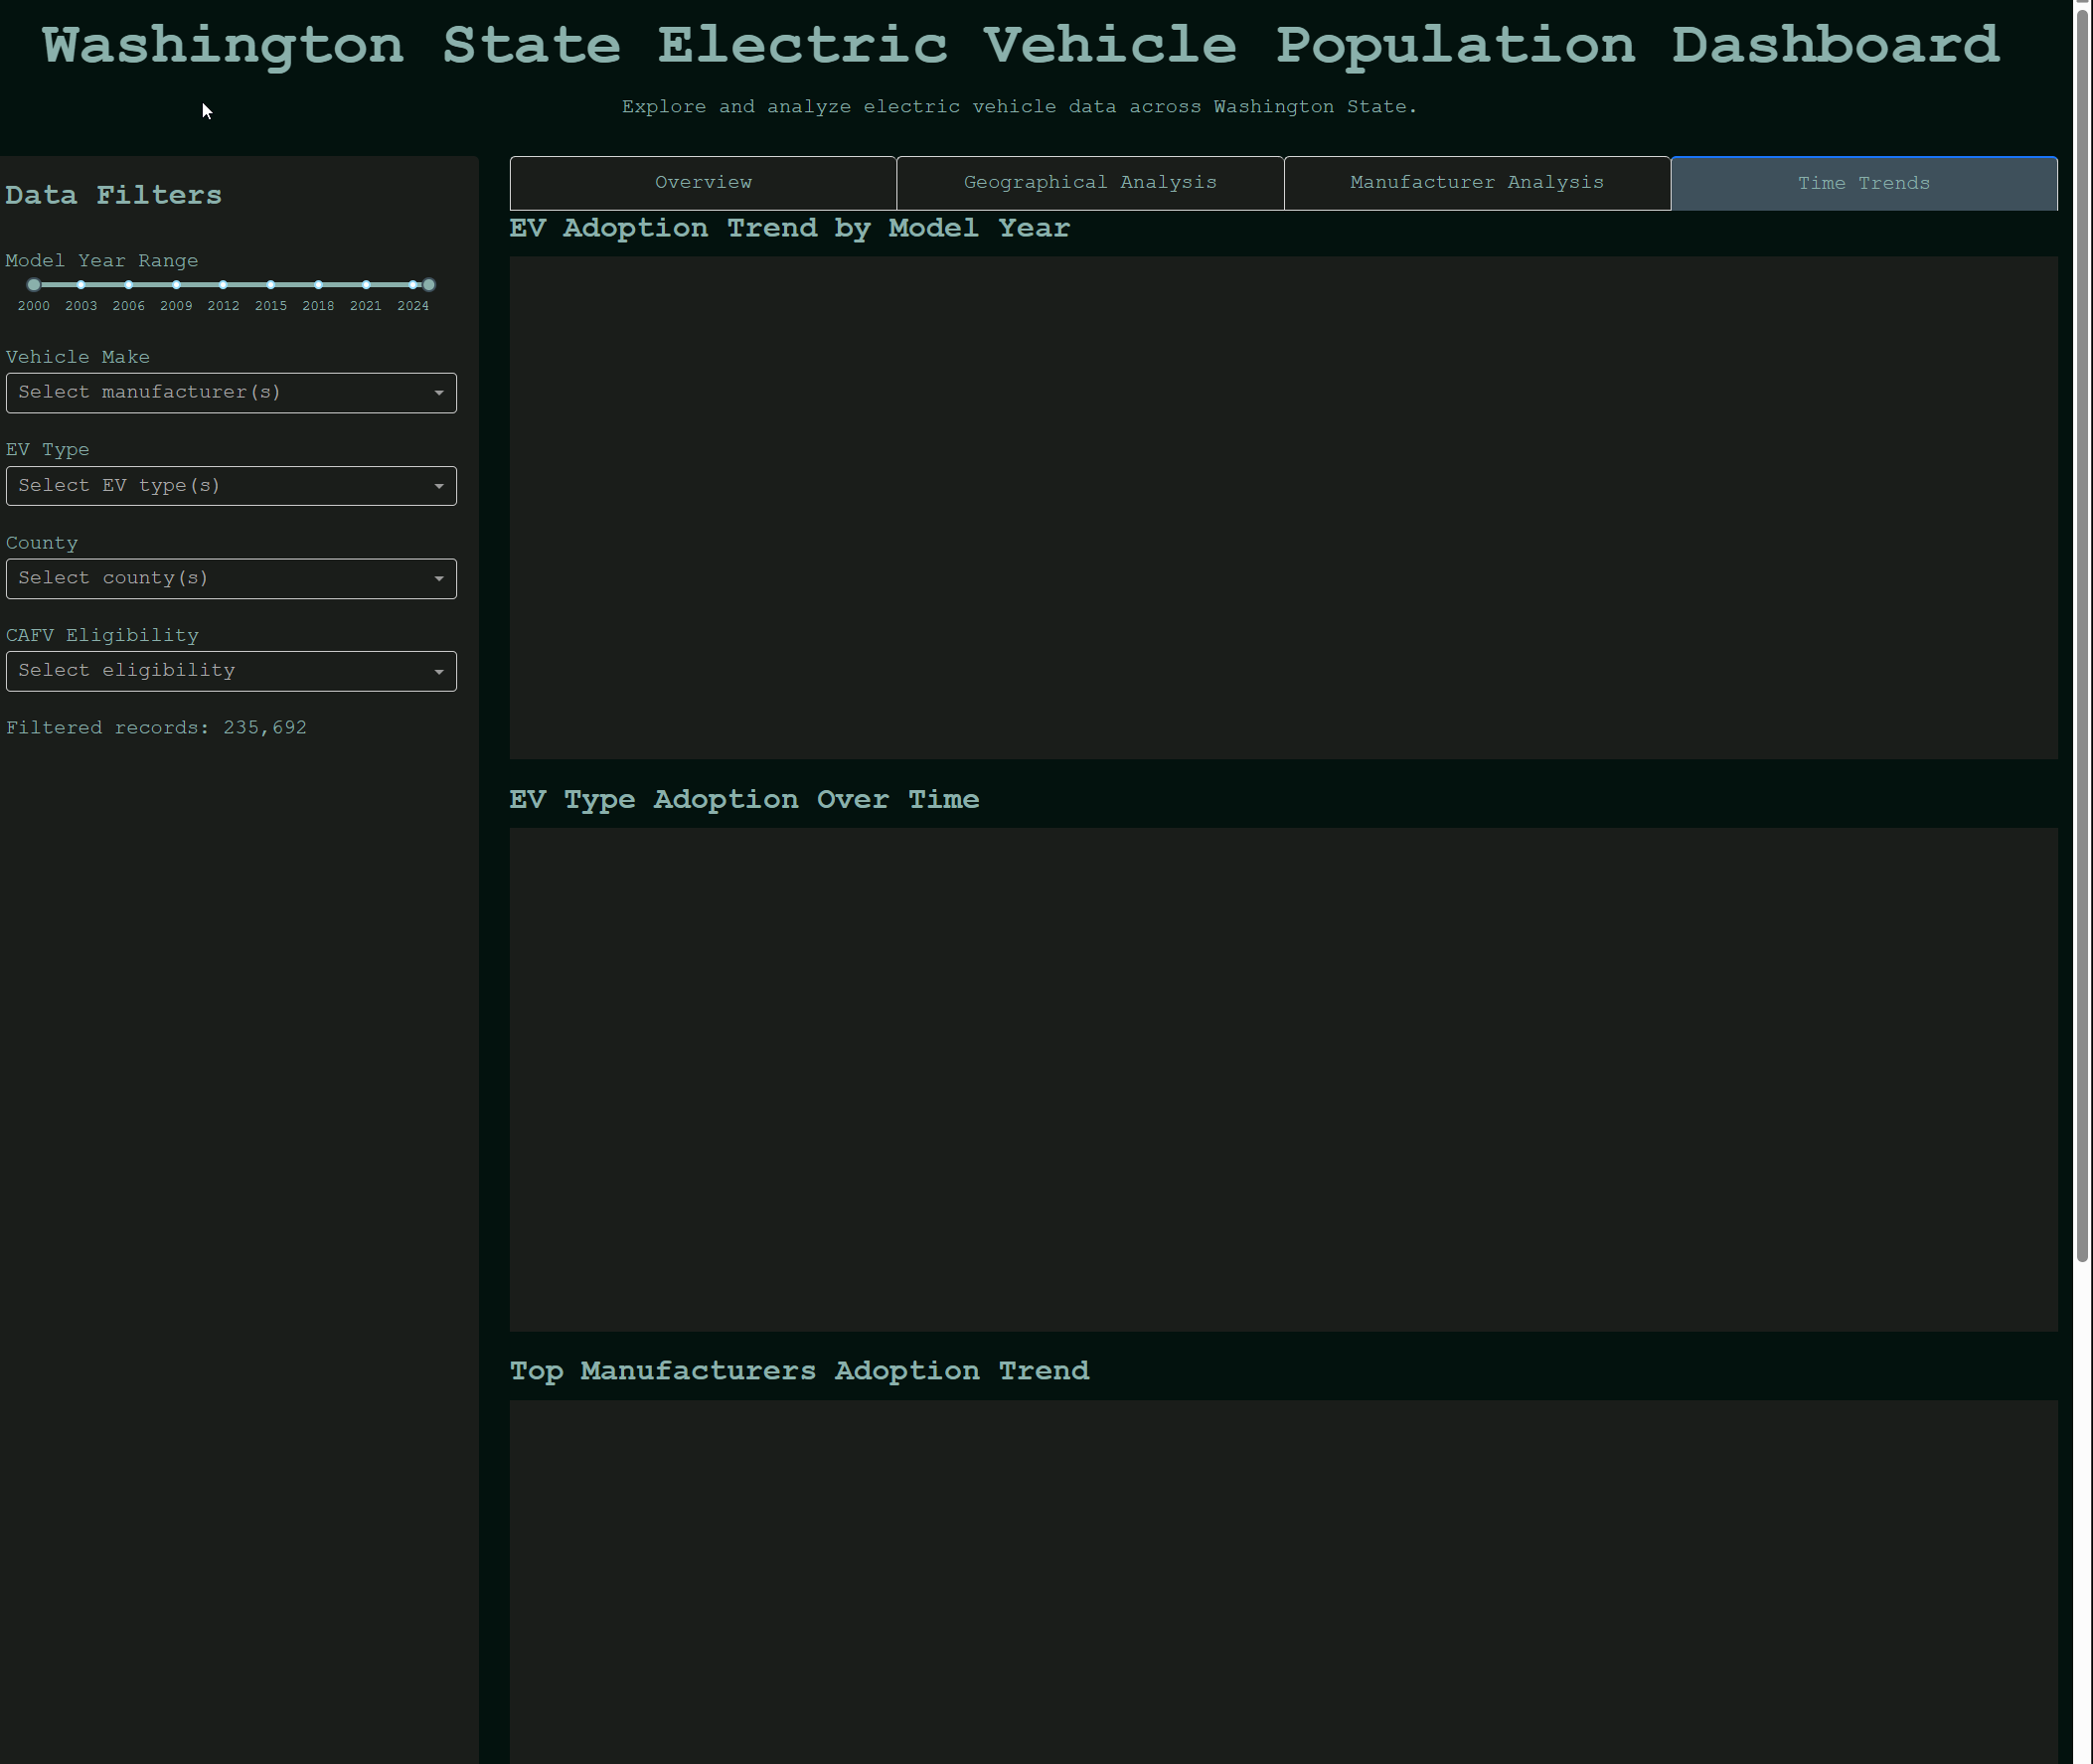 Washington State Electric Vehicle Population Dashboard
Explore and analyze electric vehicle data across Washington State.
Data Filters
Model Year Range
2000 2003 2006 2009 2012 2015 2018 2021 2024
Vehicle Make
Select manufacturer(s)
EV Type
Select EV type(s)
County
Select county(s)
CAFV Eligibility
Select eligibility
Filtered records: 235,692
Overview Geographical Analysis Manufacturer Analysis Time Trends
EV Adoption Trend by Model Year
EV Type Adoption Over Time
Top Manufacturers Adoption Trend